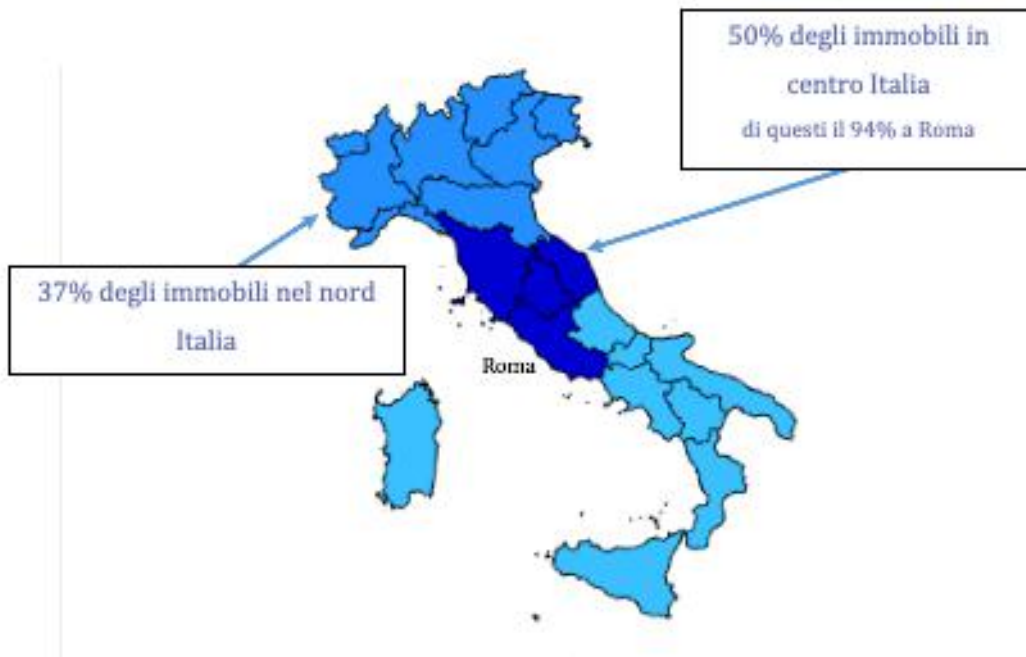 50% degli immobili in
centro Italia
di questi il 94% a Roma
37% degli immobili nel nord
Italia
Roma